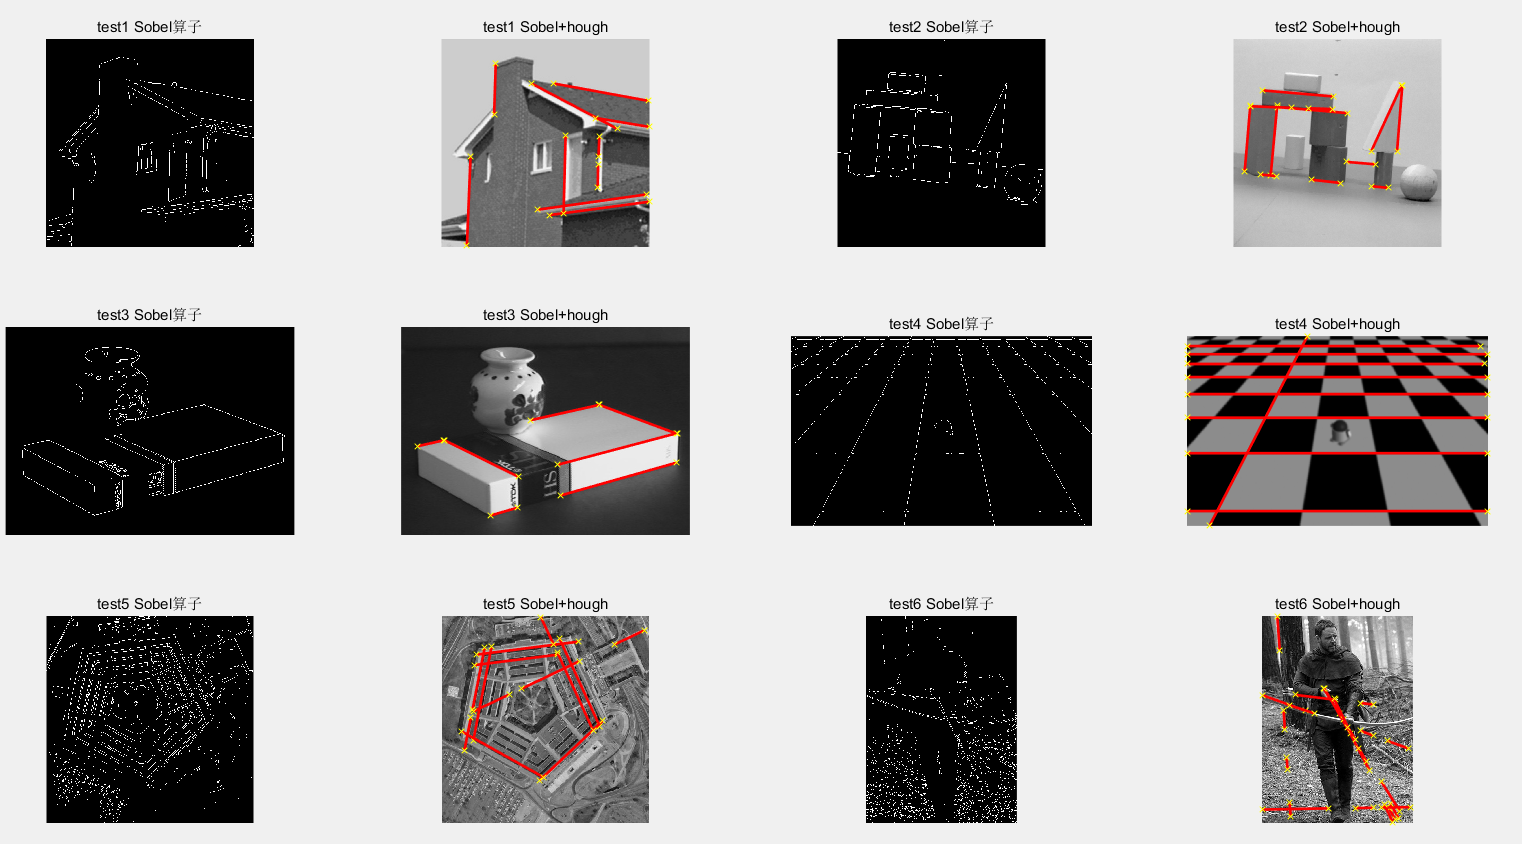 test1 Sobel算子
test1 Sobel+hough
test2 Sobel算子
test2 Sobel+hough
test3 Sobel算子
test3 Sobel+hough
test4 Sobel算子
test4 Sobel+hough
test5 Sobel算子
test5 Sobel+hough
test6 Sobel算子
test6 Sobel+hough
TDK